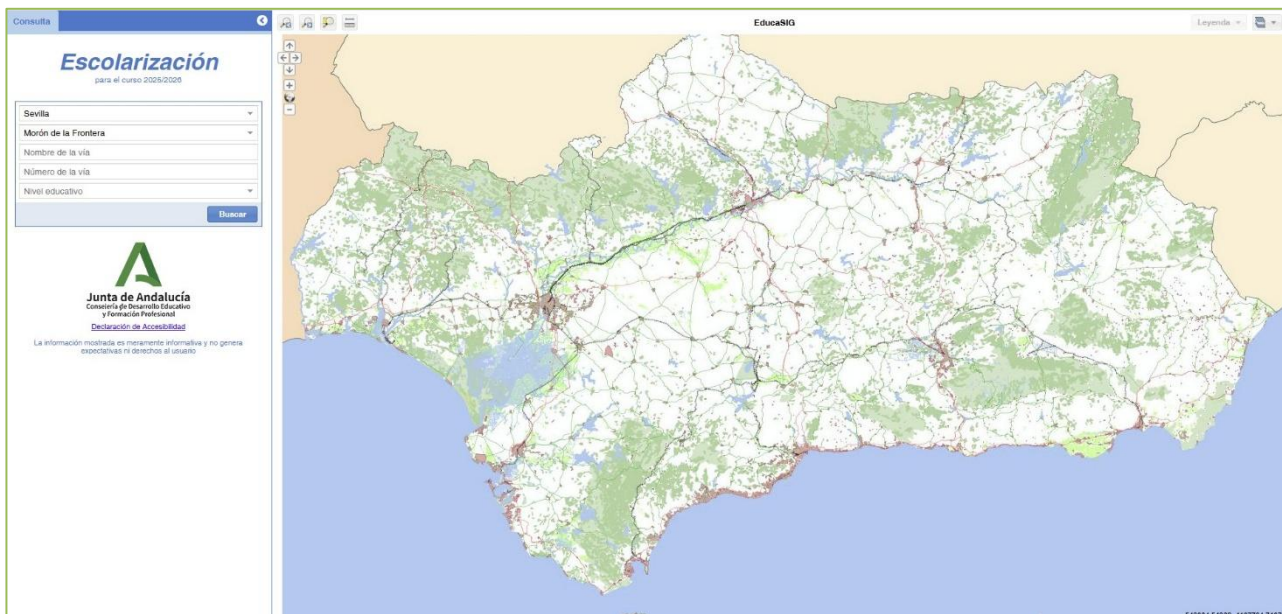 Consulta
EducaSIG
Leyenda
Escolarización
para el curso 2025/2026
Sevilla
Morón de la Frontera
Nombre de la vía
Número de la vía
Nivel educativo
Buscar
Junta de Andalucía
Consejería de Desarrollo Educativo
y Formación Profesional
Declaración de Accesibilidad
La información mostrada es meramente informativa y no genera
expectativas ni derechos al usuario